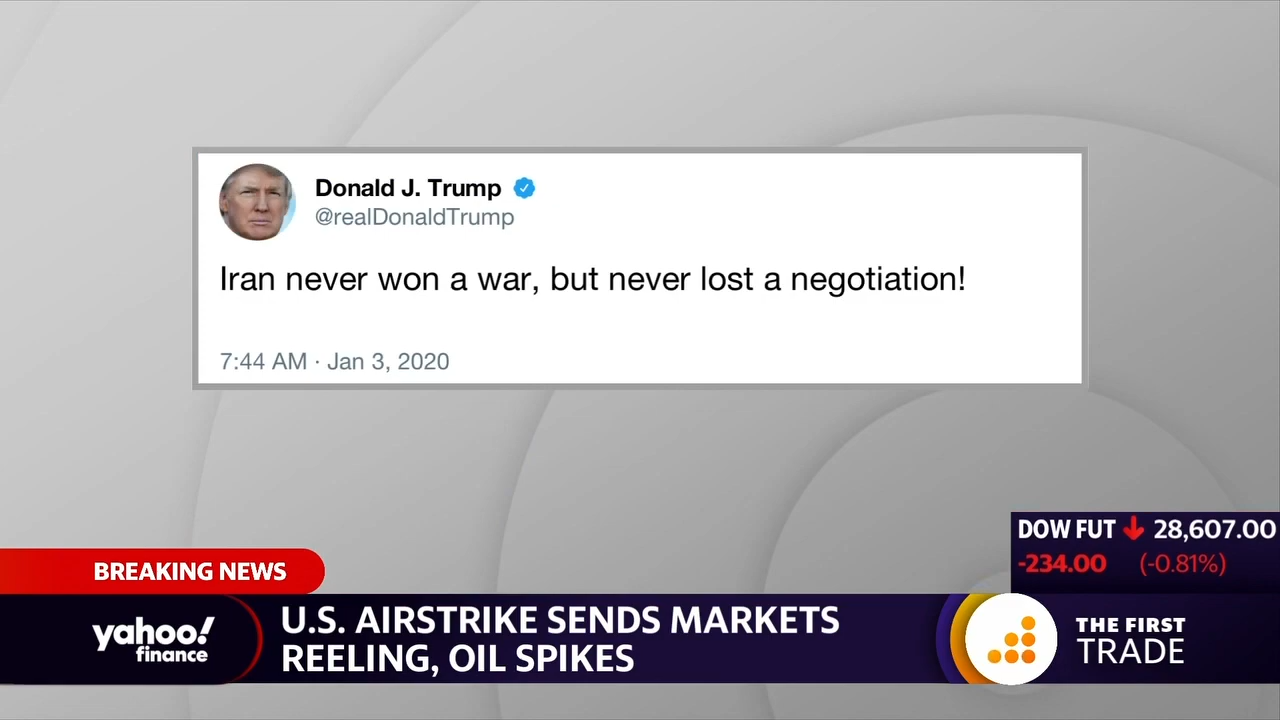 Donald J. Trump
@realDonaldTrump
Iran never won a war, but never lost a negotiation!
7:44 AM · Jan 3, 2020
DOW FUT 28,607.00
-234.00 (-0.81%)
BREAKING NEWS
yahoo!
finance
U.S. AIRSTRIKE SENDS MARKETS
REELING, OIL SPIKES
THE FIRST
TRADE